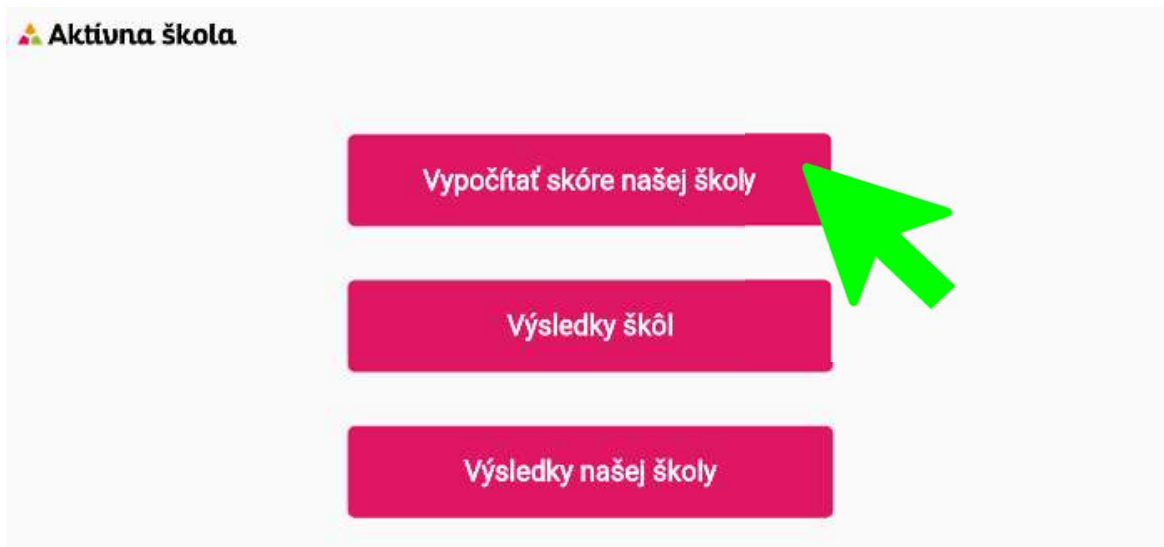 Aktívna škola
Vypočítať skóre našej školy
Výsledky škôl
Výsledky našej školy